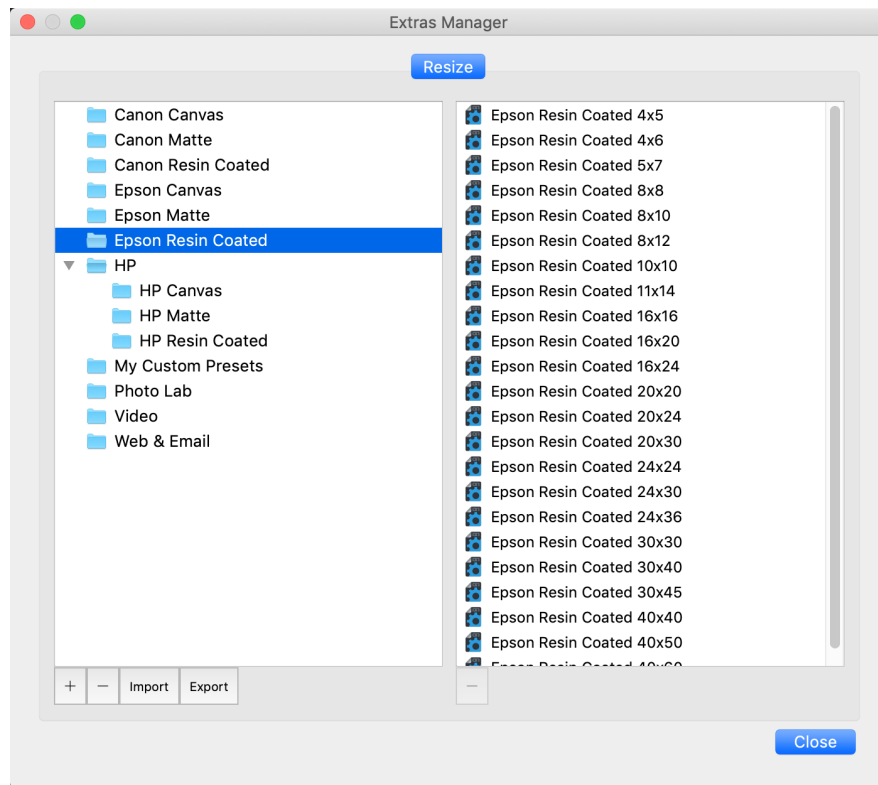 Extras Manager
Resize
Canon Canvas
Canon Matte
Canon Resin Coated
Epson Canvas
Epson Matte
Epson Resin Coated
HP
HP Canvas
HP Matte
HP Resin Coated
My Custom Presets
Photo Lab
Video
Web & Email
Epson Resin Coated 4x5
Epson Resin Coated 4x6
Epson Resin Coated 5x7
Epson Resin Coated 8x8
Epson Resin Coated 8x10
Epson Resin Coated 8x12
Epson Resin Coated 10x10
Epson Resin Coated 11x14
Epson Resin Coated 16x16
Epson Resin Coated 16x20
Epson Resin Coated 16x24
Epson Resin Coated 20x20
Epson Resin Coated 20x24
Epson Resin Coated 20x30
Epson Resin Coated 24x24
Epson Resin Coated 24x30
Epson Resin Coated 24x36
Epson Resin Coated 30x30
Epson Resin Coated 30x40
Epson Resin Coated 30x45
Epson Resin Coated 40x40
Epson Resin Coated 40x50
Epson Resin Coated 40x60
+ − Import Export
−
Close